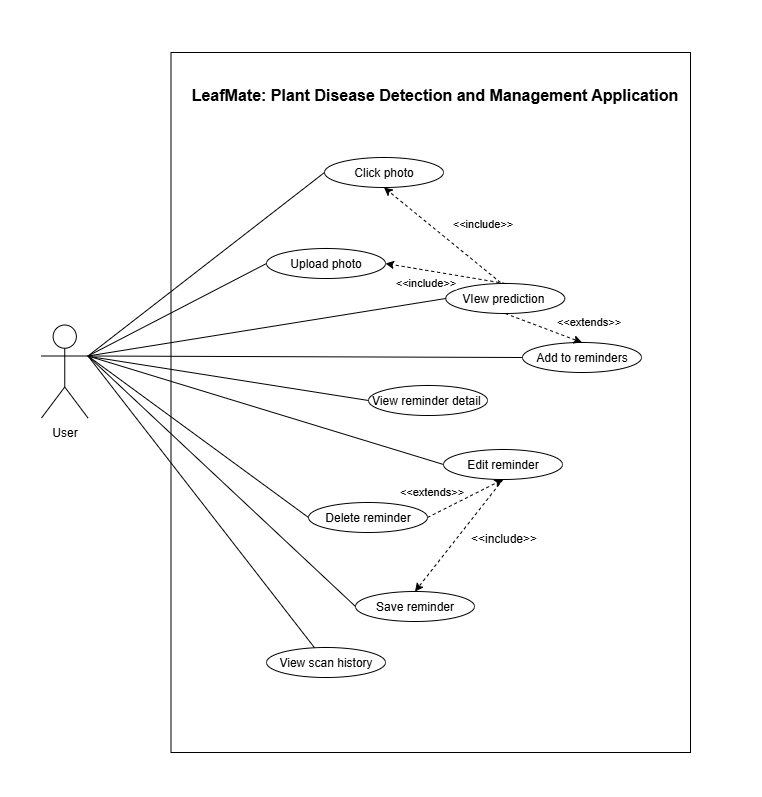 LeafMate: Plant Disease Detection and Management Application
Click photo
<<include>>
Upload photo
<<include>>
VIew prediction
<<extends>>
Add to reminders
View reminder detail
User
Edit reminder
<<extends>>
Delete reminder
<<include>>
Save reminder
View scan history